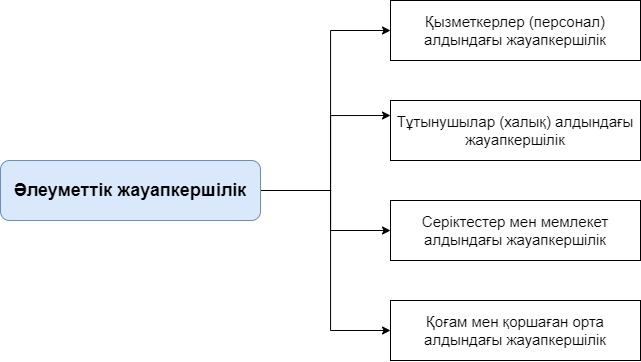 Қызметкерлер (персонал)
алдындағы жауапкершілік
Тұтынушылар (халық) алдындағы
жауапкершілік
Әлеуметтік жауапкершілік
Серіктестер мен мемлекет
алдындағы жауапкершілік
Қоғам мен қоршаған орта
алдындағы жауапкершілік